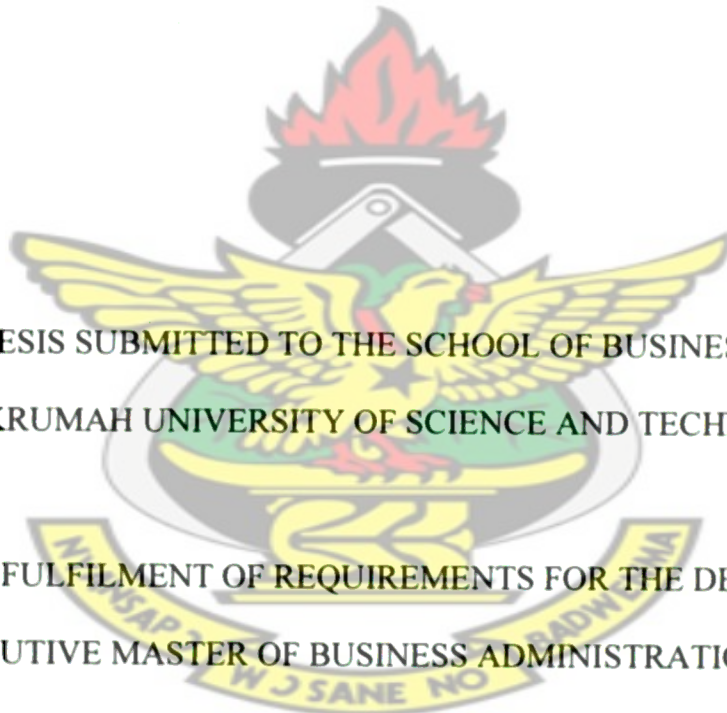 ESIS SUBMITTED TO THE SCHOOL OF BUSINES
KRUMAH UNIVERSITY OF SCIENCE AND TECH
FULFILMENT OF REQUIREMENTS FOR THE DE
UTIVE MASTER OF BUSINESS ADMINISTRATIO
W Ɔ SANE NO